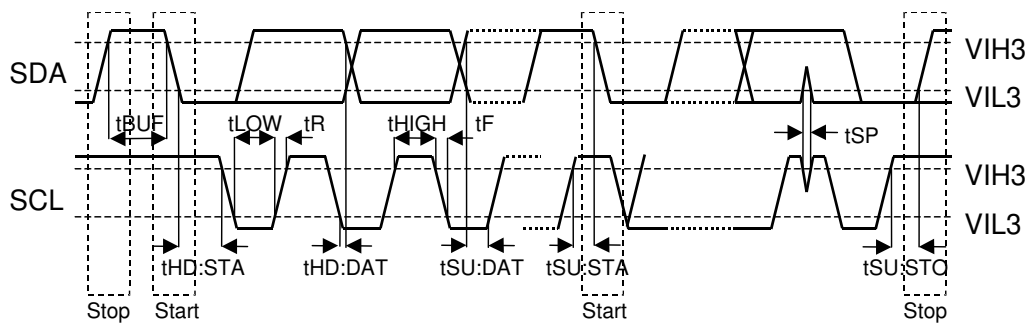 VIH3
SDA
VIL3
tBUF tLOW tR tHIGH tF
tSP
VIH3
SCL
VIL3
tHD:STA tHD:DAT tSU:DAT tSU:STA tSU:STO
Stop Start Start Stop